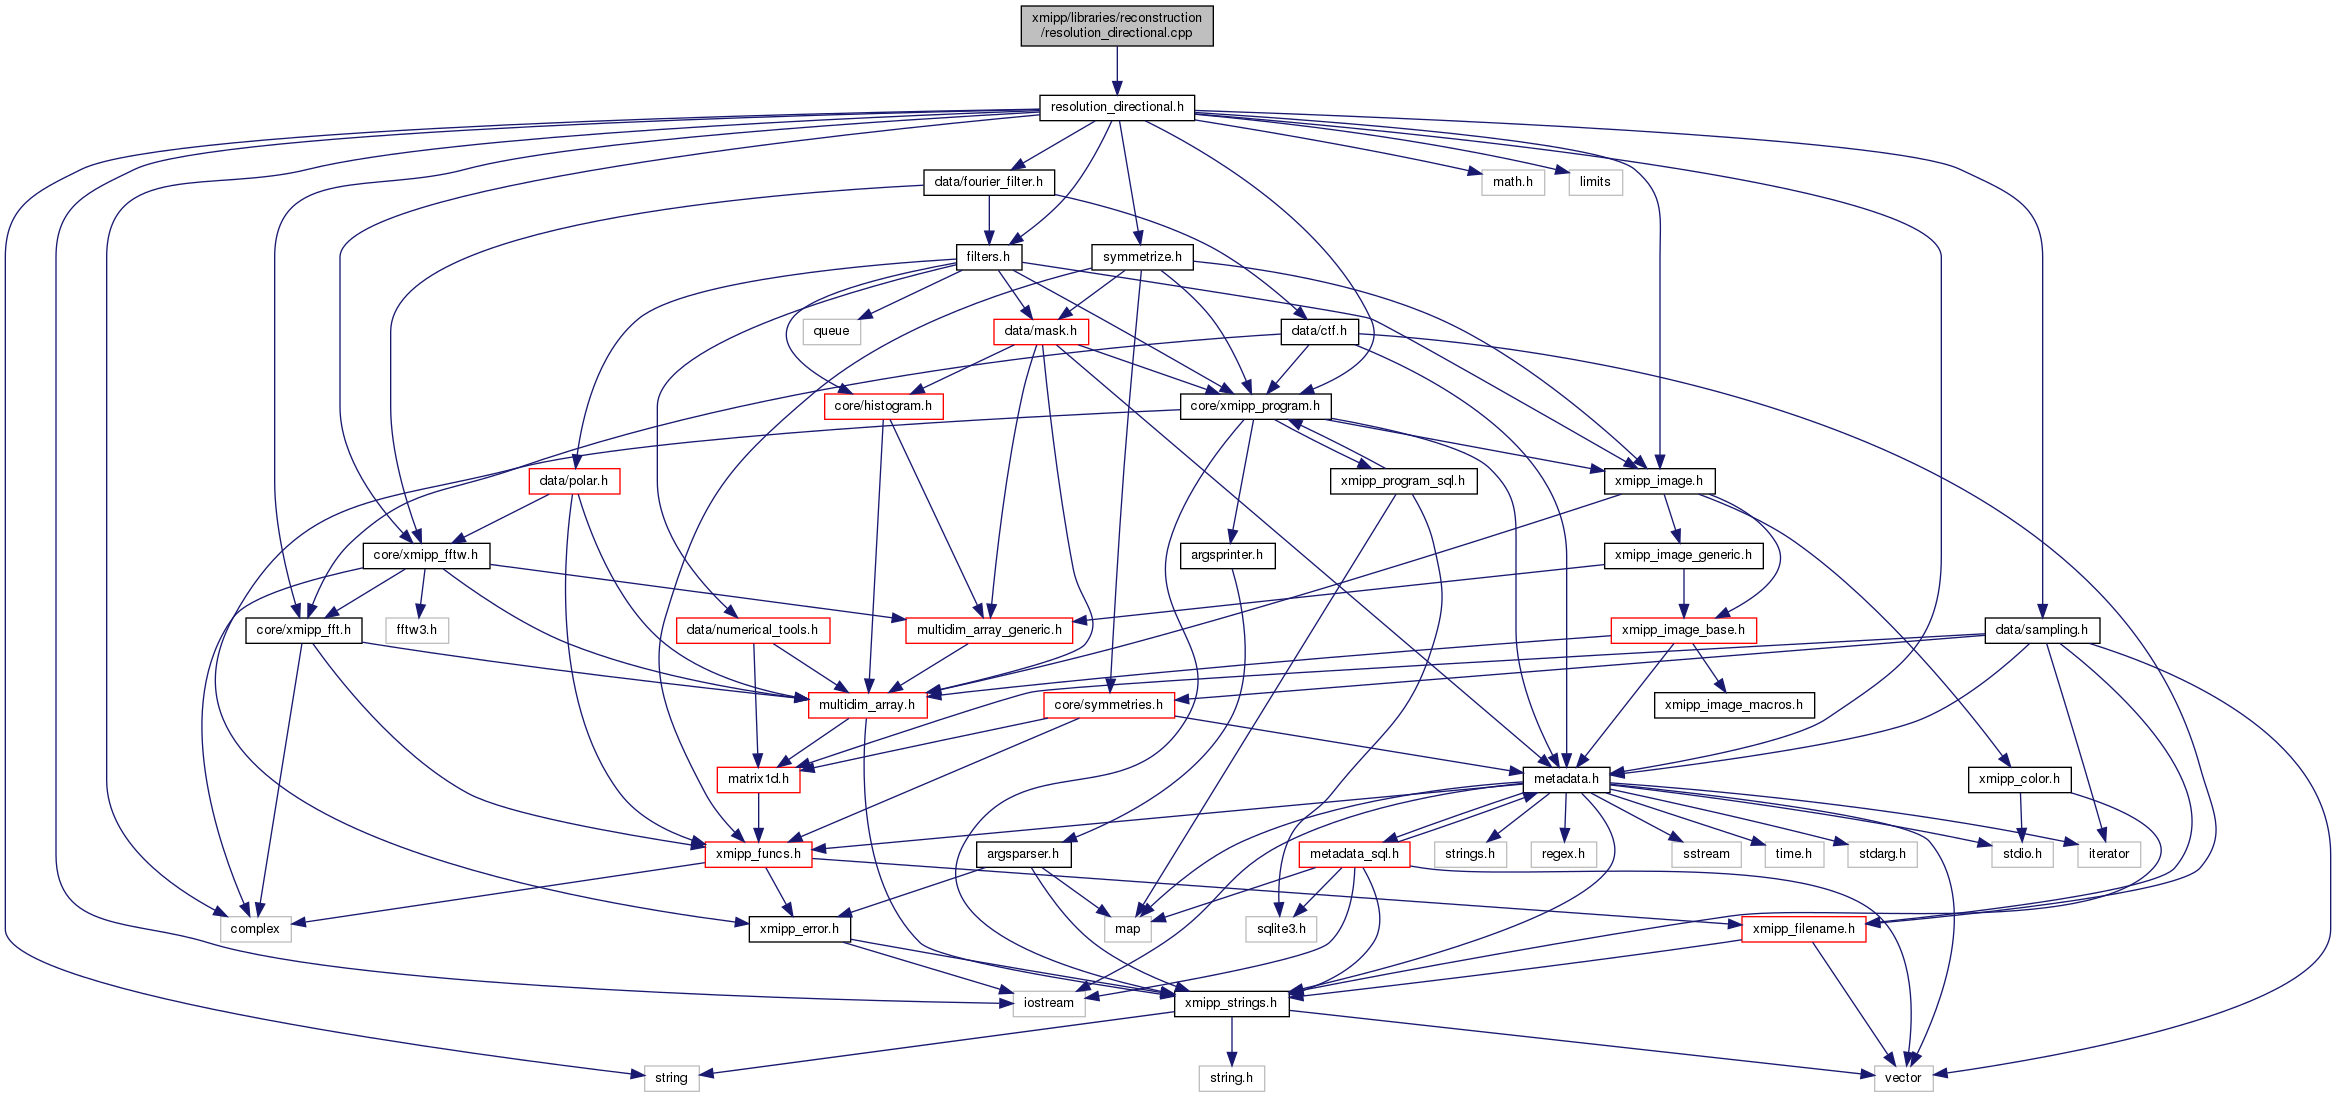 xmipp/libraries/reconstruction
/resolution_directional.cpp
resolution_directional.h
data/fourier_filter.h
math.h
limits
filters.h
symmetrize.h
queue
data/mask.h
data/ctf.h
core/histogram.h
core/xmipp_program.h
data/polar.h
xmipp_program_sql.h
xmipp_image.h
core/xmipp_fftw.h
argsprinter.h
xmipp_image_generic.h
core/xmipp_fft.h
fftw3.h
data/numerical_tools.h
multidim_array_generic.h
xmipp_image_base.h
data/sampling.h
multidim_array.h
core/symmetries.h
xmipp_image_macros.h
matrix1d.h
metadata.h
xmipp_color.h
xmipp_funcs.h
argsparser.h
metadata_sql.h
strings.h
regex.h
sstream
time.h
stdarg.h
stdio.h
iterator
complex
xmipp_error.h
map
sqlite3.h
xmipp_filename.h
iostream
xmipp_strings.h
string
string.h
vector